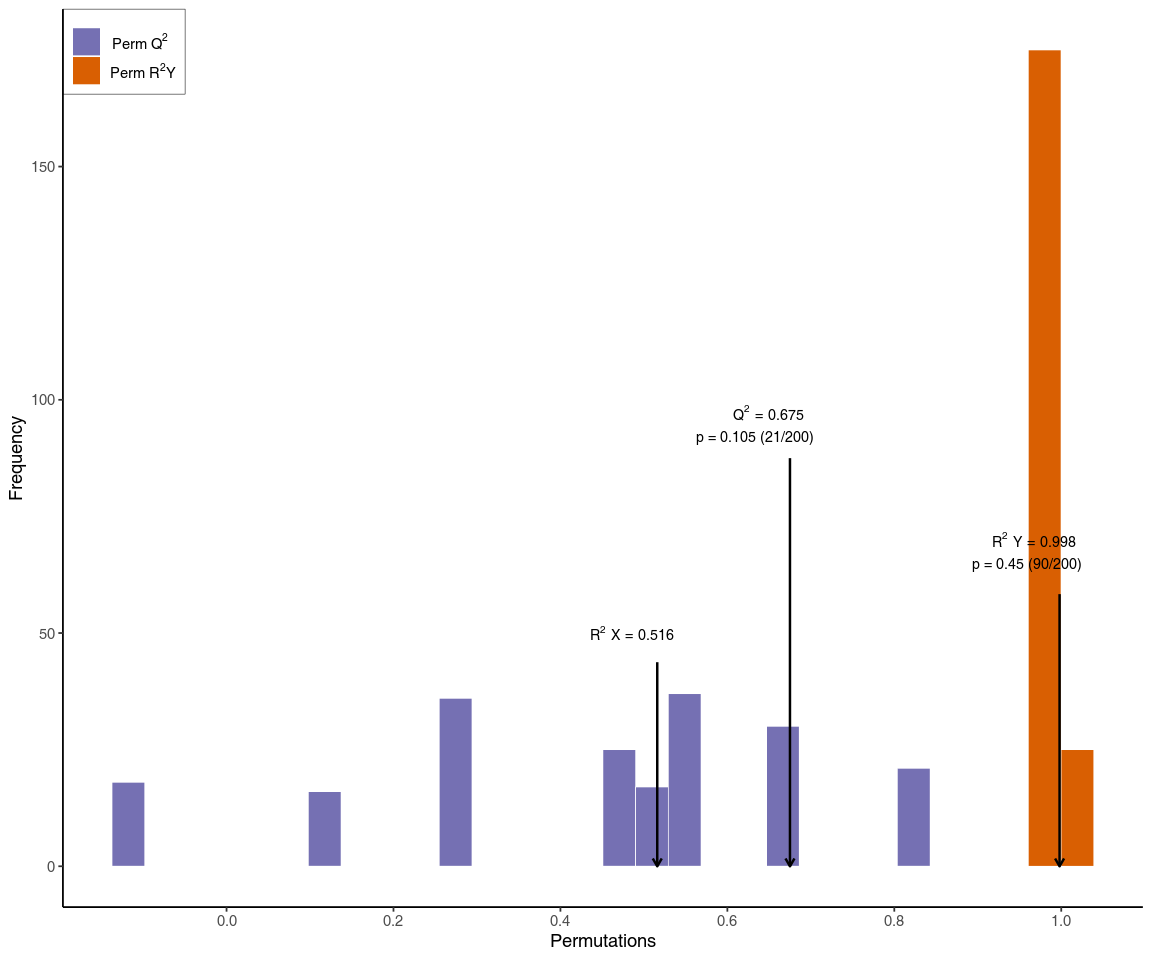 Perm Q²
Perm R²Y
150
100
50
0
Frequency
Q² = 0.675
p = 0.105 (21/200)
R² Y = 0.998
p = 0.45 (90/200)
R² X = 0.516
0.0 0.2 0.4 0.6 0.8 1.0
Permutations